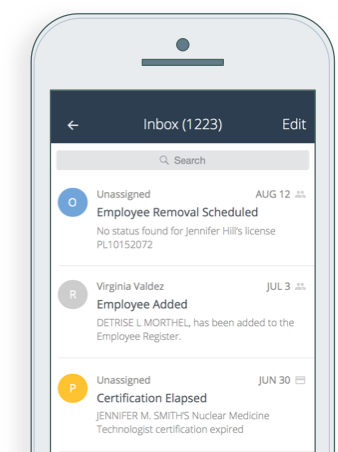 Inbox (1223)
Edit
Search
O
Unassigned
AUG 12
Employee Removal Scheduled
No status found for Jennifer Hill's license
PL10152072
R
Virginia Valdez
JUL 3
Employee Added
DETRISE L MORTHEL, has been added to the
Employee Register.
P
Unassigned
JUN 30
Certification Elapsed
JENNIFER M. SMITH'S Nuclear Medicine
Technologist certification expired